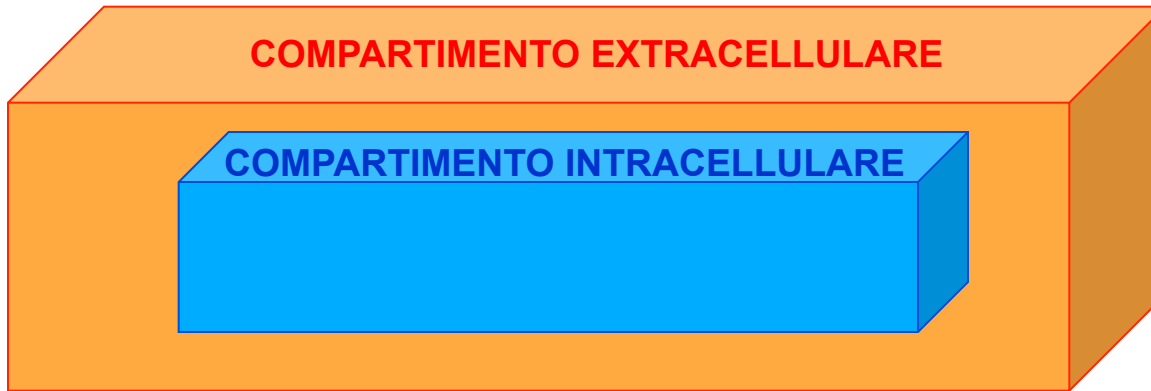 COMPARTIMENTO EXTRACELLULARE
COMPARTIMENTO INTRACELLULARE